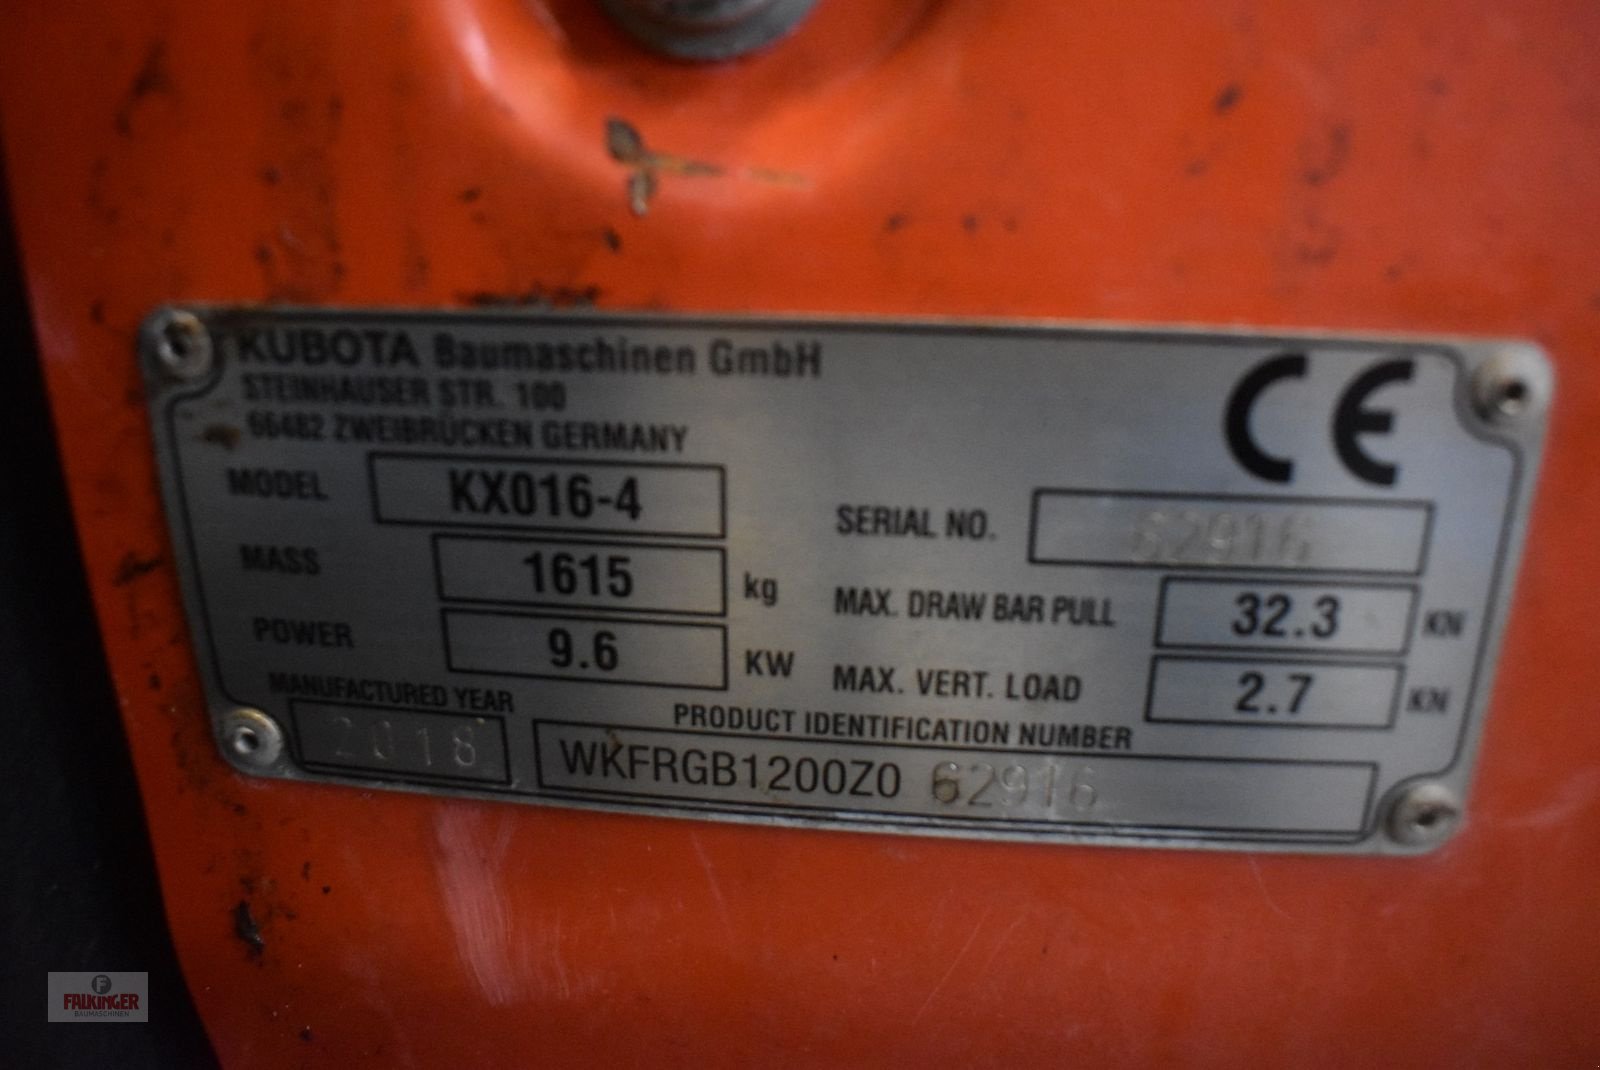 KUBOTA Baumaschinen GmbH
STEINHAUSER STR. 100
66482 ZWEIBRÜCKEN GERMANY
CE
MODEL KX016-4
MASS 1615 kg
POWER 9.6 KW
MANUFACTURED YEAR
2018
SERIAL NO. 62916
MAX. DRAW BAR PULL 32.3 KN
MAX. VERT. LOAD 2.7 KN
PRODUCT IDENTIFICATION NUMBER
WKFRGB1200Z0 62916
F
FALKINGER
BAUMASCHINEN